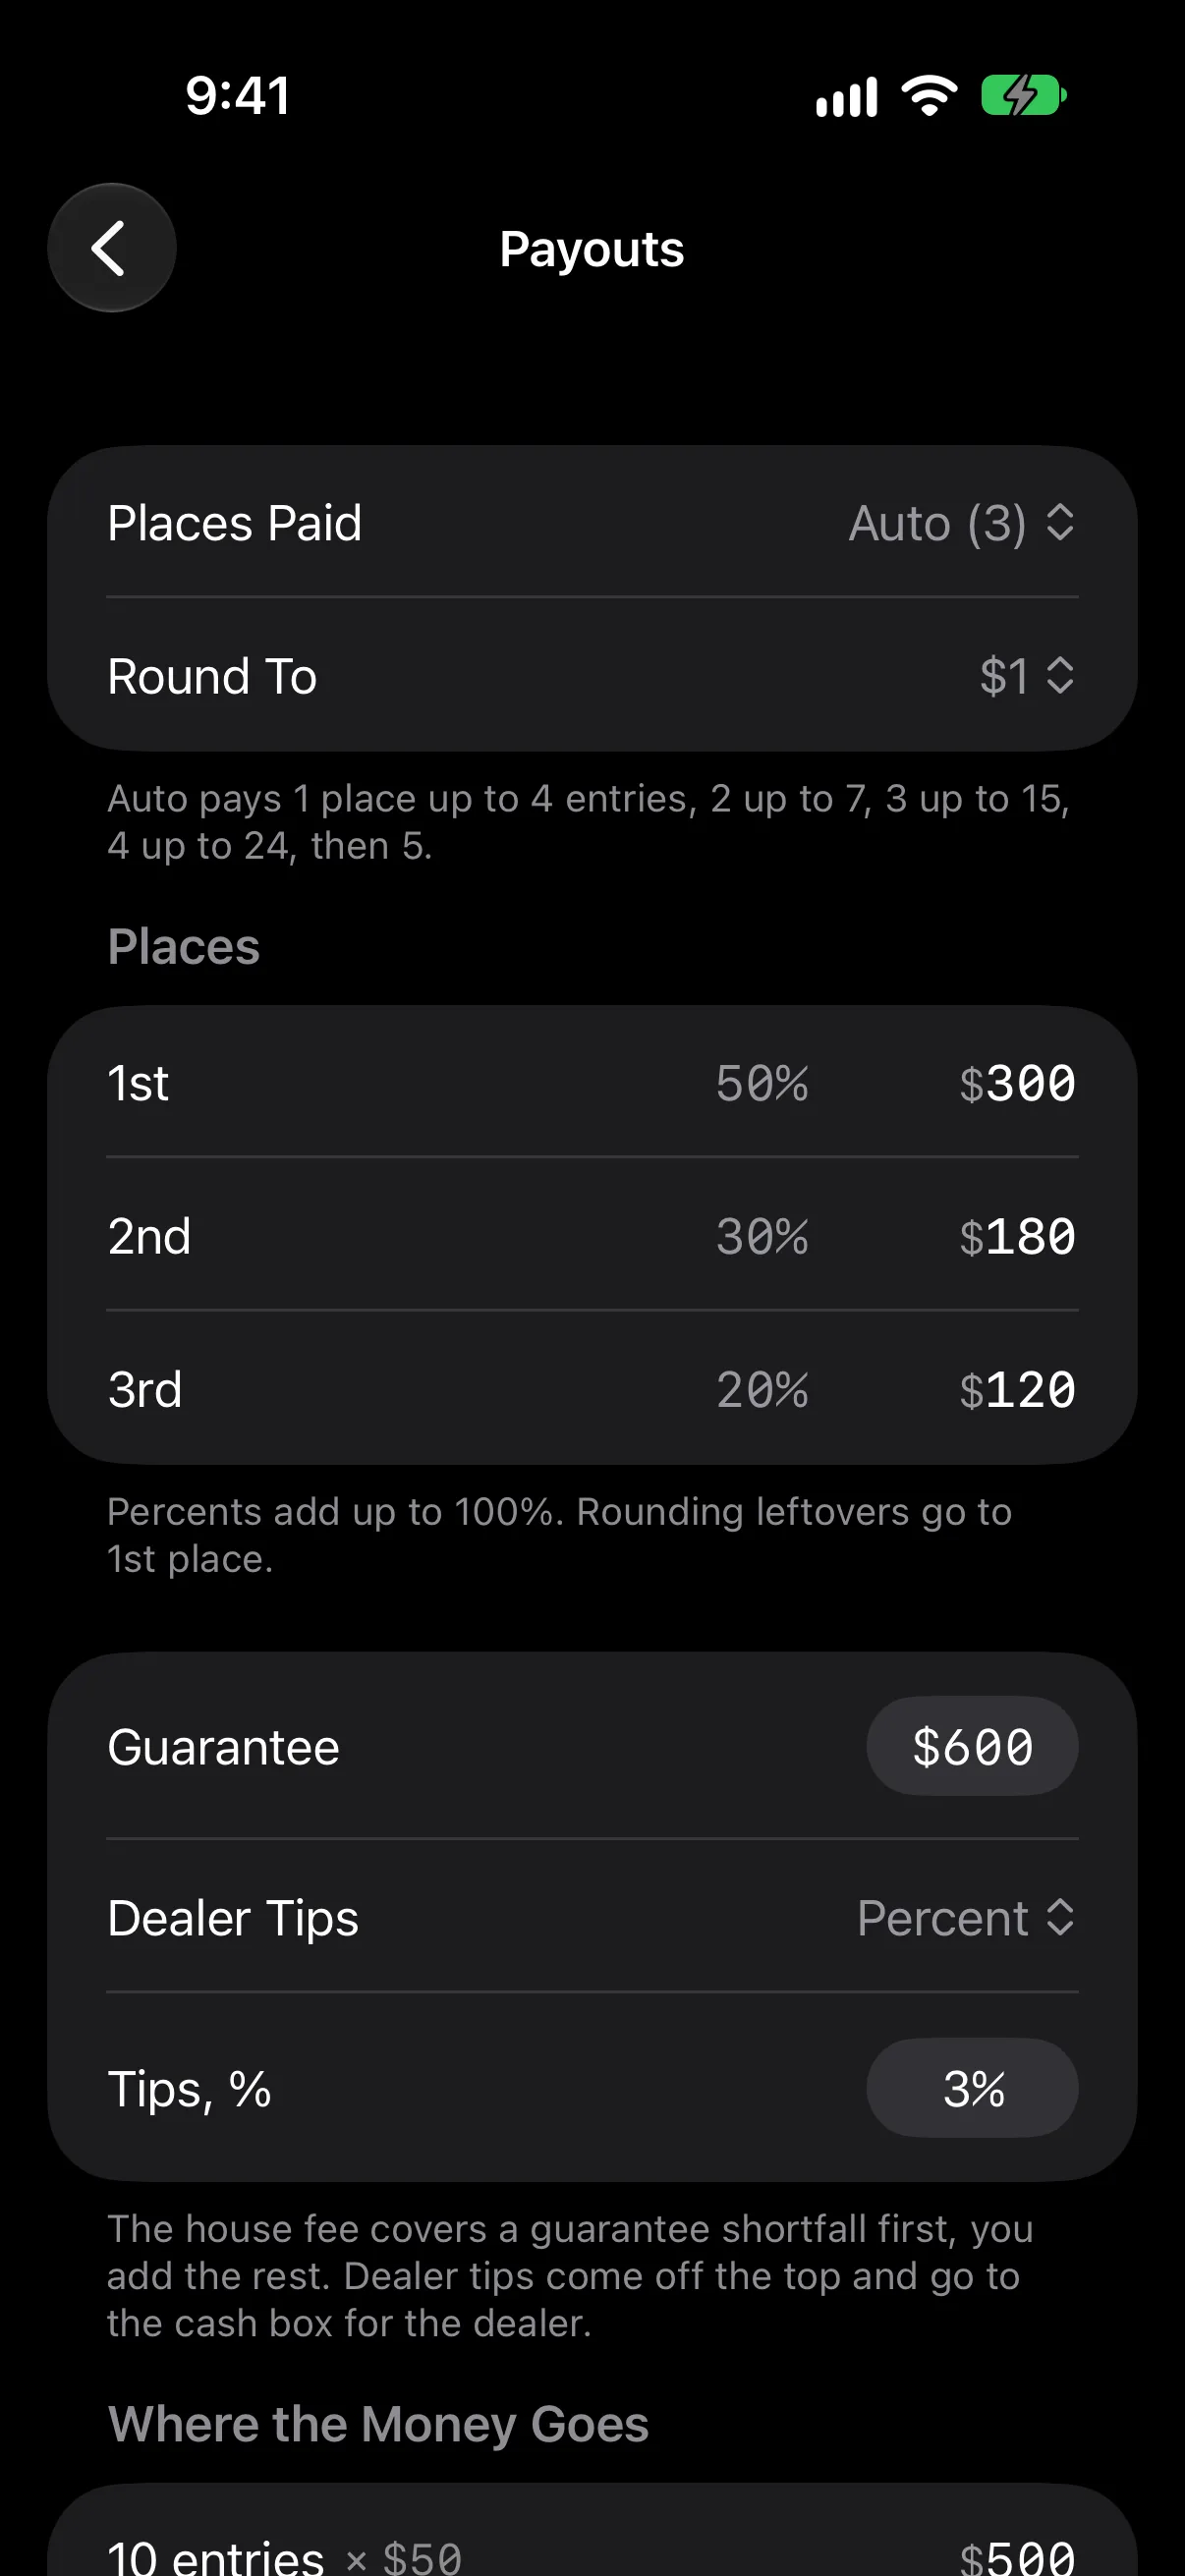 9:41
Payouts
Places Paid Auto (3)
Round To $1
Auto pays 1 place up to 4 entries, 2 up to 7, 3 up to 15,
4 up to 24, then 5.
Places
1st 50% $300
2nd 30% $180
3rd 20% $120
Percents add up to 100%. Rounding leftovers go to
1st place.
Guarantee $600
Dealer Tips Percent
Tips, % 3%
The house fee covers a guarantee shortfall first, you
add the rest. Dealer tips come off the top and go to
the cash box for the dealer.
Where the Money Goes
10 entries × $50 $500